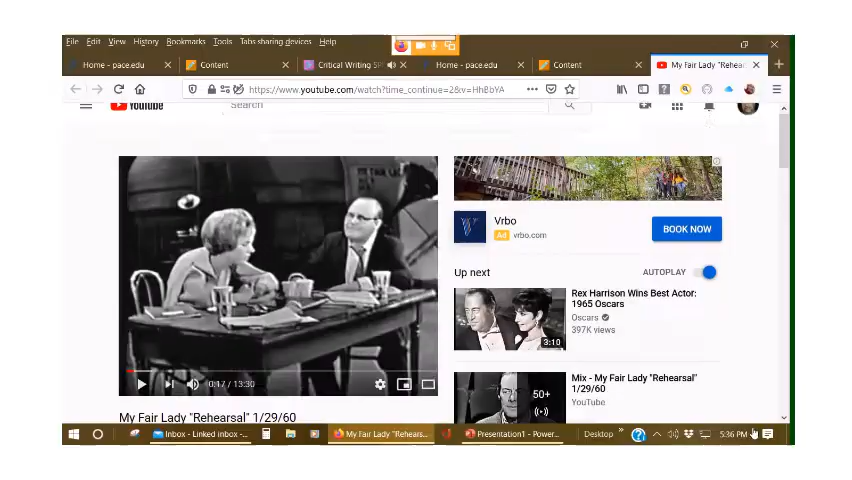 File Edit View History Bookmarks Tools Tabs sharing devices Help
Home - pace.edu Content Critical Writing Home - pace.edu Content My Fair Lady "Rehear
https://www.youtube.com/watch?time_continue=2&v=HhBbYA
YouTube Search
Vrbo
Ad vrbo.com
BOOK NOW
Up next AUTOPLAY
Rex Harrison Wins Best Actor:
1965 Oscars
Oscars
397K views
3:10
0:17 / 13:30
Mix - My Fair Lady "Rehearsal"
1/29/60
YouTube
50+
My Fair Lady "Rehearsal" 1/29/60
Inbox - Linked inbox -... My Fair Lady "Rehears... Presentation1 - Power... Desktop 5:36 PM